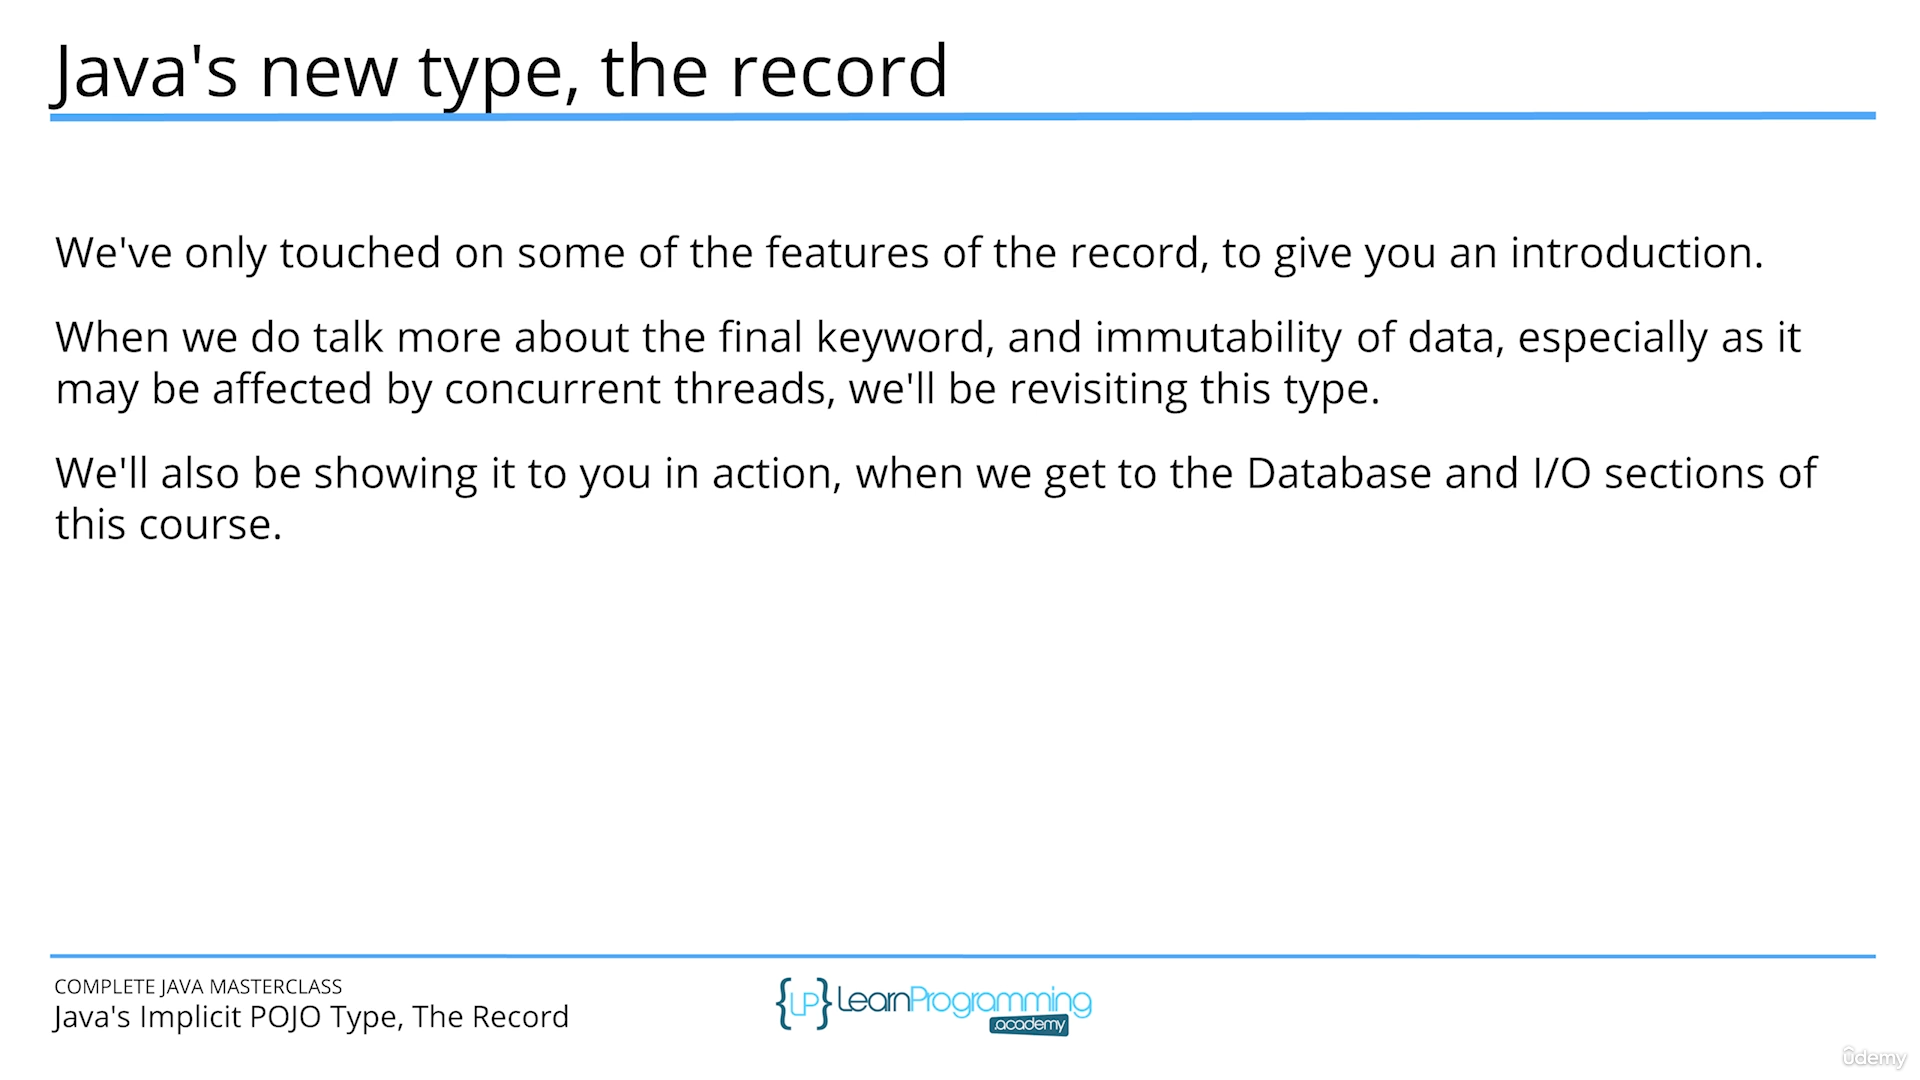 Java's new type, the record
We've only touched on some of the features of the record, to give you an introduction.
When we do talk more about the final keyword, and immutability of data, especially as it
may be affected by concurrent threads, we'll be revisiting this type.
We'll also be showing it to you in action, when we get to the Database and I/O sections of
this course.
COMPLETE JAVA MASTERCLASS
Java's Implicit POJO Type, The Record
{LP} LearnProgramming
.academy
ûdemy